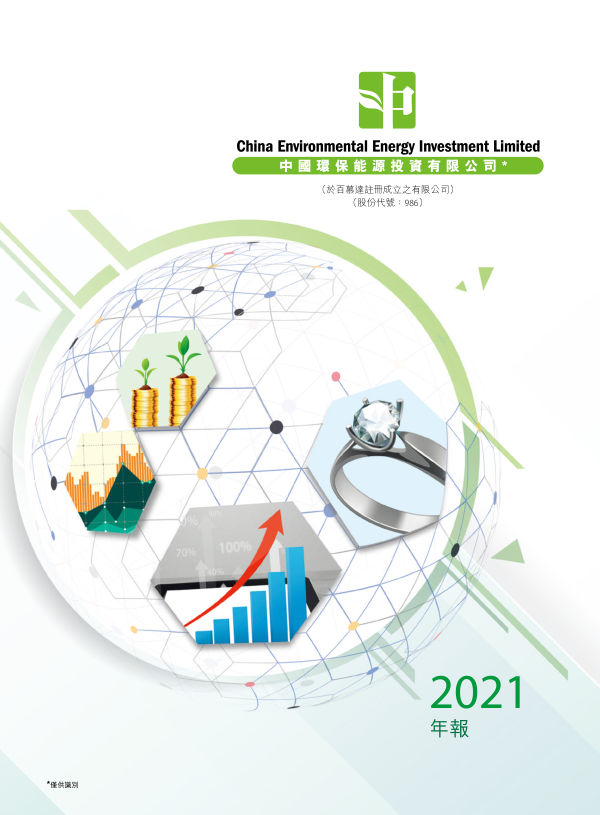 China Environmental Energy Investment Limited
中國環保能源投資有限公司*
（於百慕達註冊成立之有限公司）
（股份代號：986）
70%
100%
2021
年報
*僅供識別